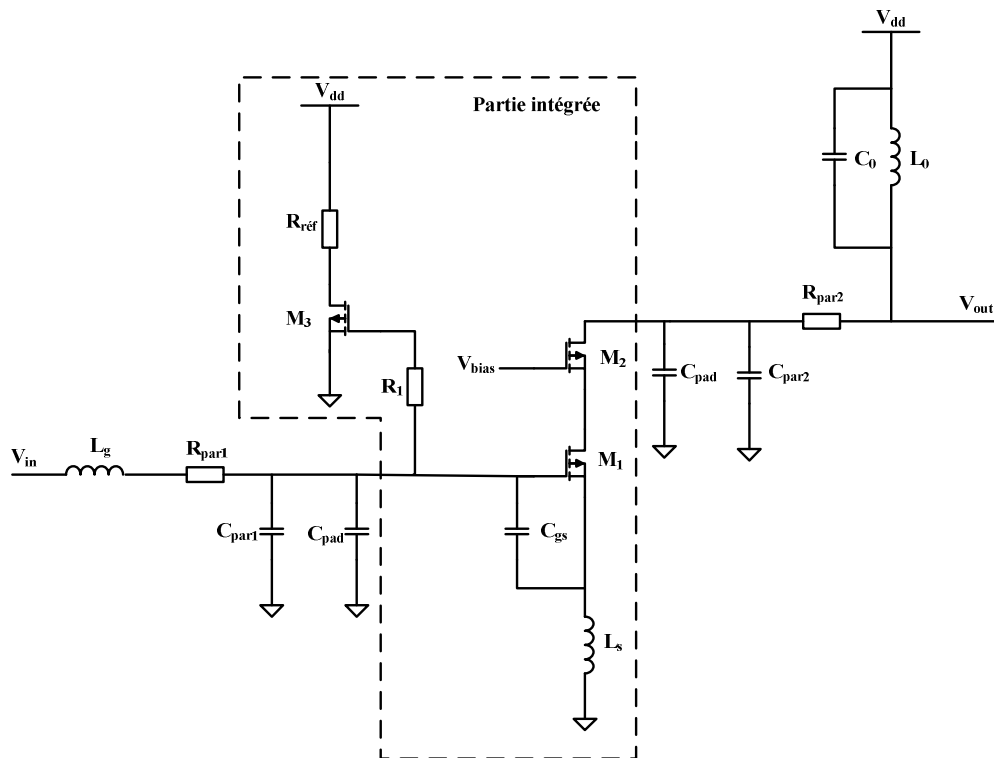 Vdd
Vdd
Partie intégrée
C0
L0
Rréf
M3
Rpar2
Vout
Vbias
M2
Cpad
Cpar2
R1
Vin
Lg
Rpar1
M1
Cpar1
Cpad
Cgs
Ls